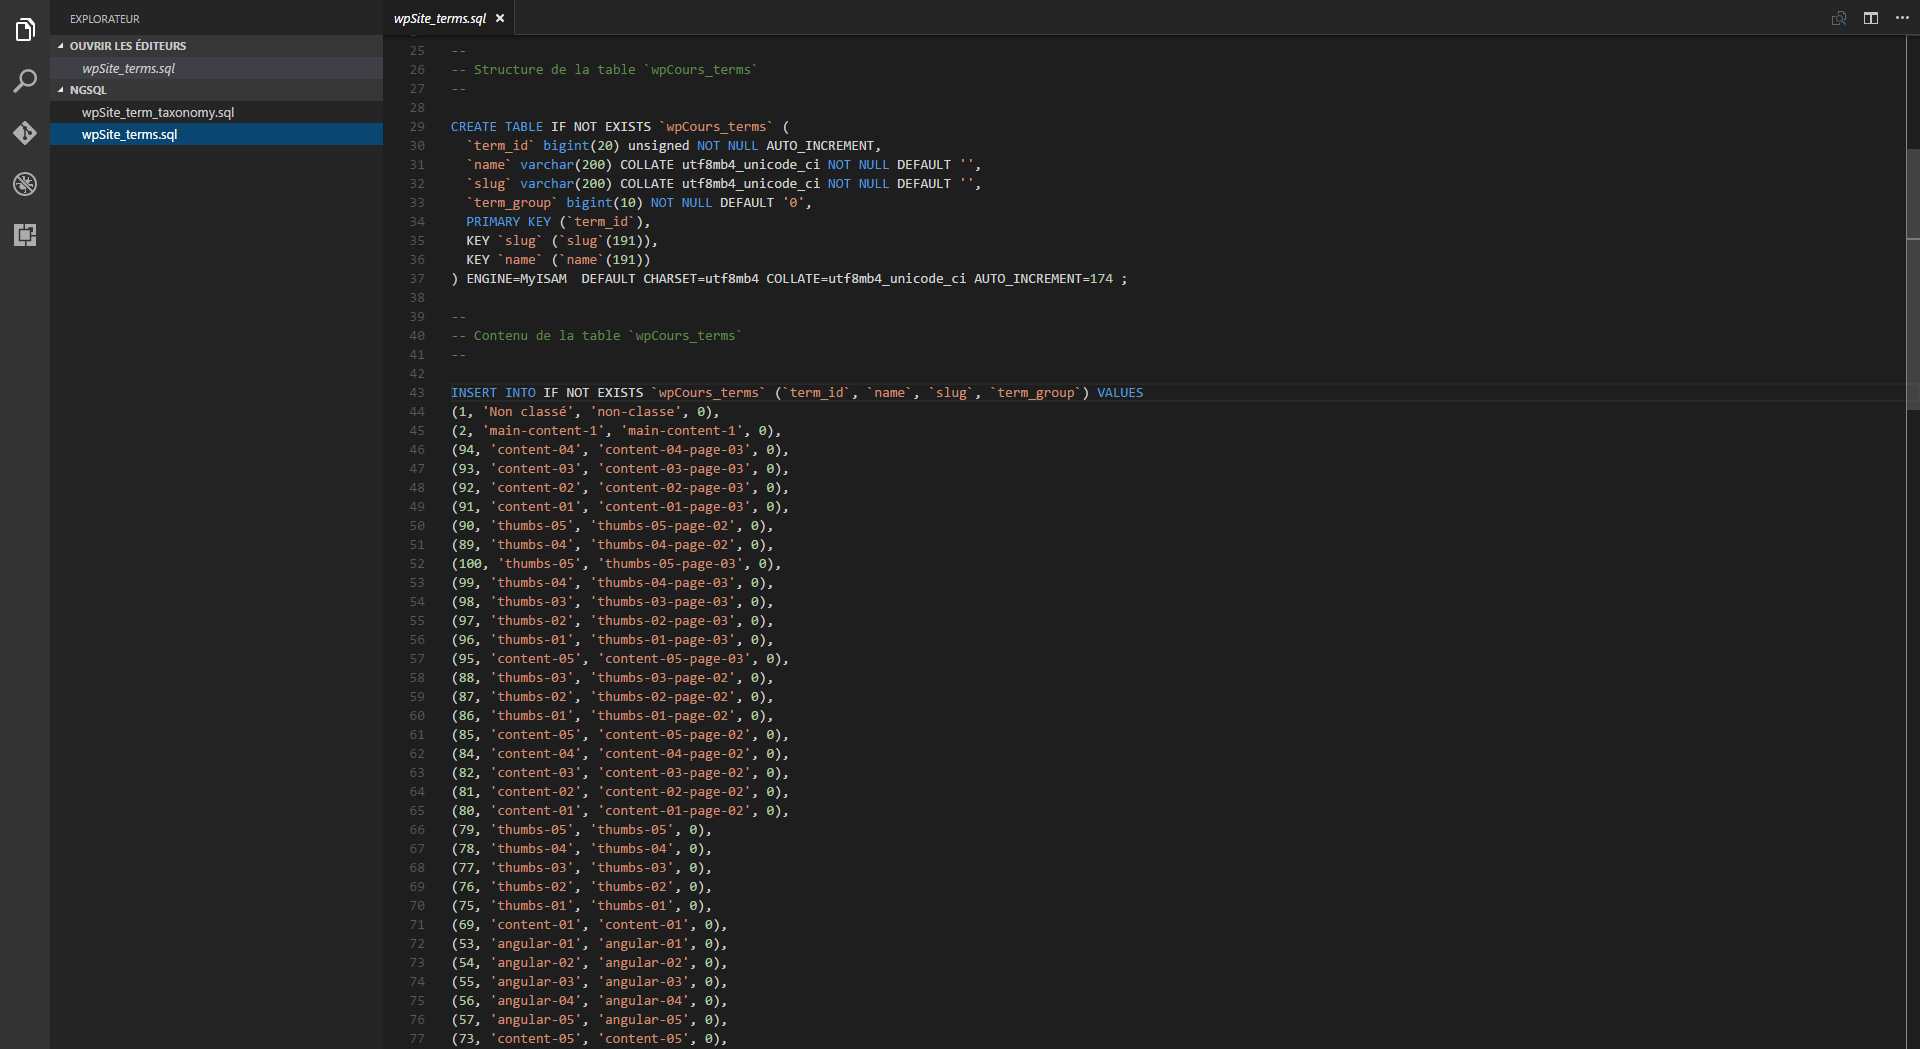 EXPLORATEUR
OUVRIR LES ÉDITEURS
wpSite_terms.sql
NGSQL
wpSite_term_taxonomy.sql
wpSite_terms.sql
wpSite_terms.sql ×
25 --
26 -- Structure de la table `wpCours_terms`
27 --
28
29 CREATE TABLE IF NOT EXISTS `wpCours_terms` (
30 `term_id` bigint(20) unsigned NOT NULL AUTO_INCREMENT,
31 `name` varchar(200) COLLATE utf8mb4_unicode_ci NOT NULL DEFAULT '',
32 `slug` varchar(200) COLLATE utf8mb4_unicode_ci NOT NULL DEFAULT '',
33 `term_group` bigint(10) NOT NULL DEFAULT '0',
34 PRIMARY KEY (`term_id`),
35 KEY `slug` (`slug`(191)),
36 KEY `name` (`name`(191))
37 ) ENGINE=MyISAM  DEFAULT CHARSET=utf8mb4 COLLATE=utf8mb4_unicode_ci AUTO_INCREMENT=174 ;
38
39 --
40 -- Contenu de la table `wpCours_terms`
41 --
42
43 INSERT INTO IF NOT EXISTS `wpCours_terms` (`term_id`, `name`, `slug`, `term_group`) VALUES
44 (1, 'Non classé', 'non-classe', 0),
45 (2, 'main-content-1', 'main-content-1', 0),
46 (94, 'content-04', 'content-04-page-03', 0),
47 (93, 'content-03', 'content-03-page-03', 0),
48 (92, 'content-02', 'content-02-page-03', 0),
49 (91, 'content-01', 'content-01-page-03', 0),
50 (90, 'thumbs-05', 'thumbs-05-page-02', 0),
51 (89, 'thumbs-04', 'thumbs-04-page-02', 0),
52 (100, 'thumbs-05', 'thumbs-05-page-03', 0),
53 (99, 'thumbs-04', 'thumbs-04-page-03', 0),
54 (98, 'thumbs-03', 'thumbs-03-page-03', 0),
55 (97, 'thumbs-02', 'thumbs-02-page-03', 0),
56 (96, 'thumbs-01', 'thumbs-01-page-03', 0),
57 (95, 'content-05', 'content-05-page-03', 0),
58 (88, 'thumbs-03', 'thumbs-03-page-02', 0),
59 (87, 'thumbs-02', 'thumbs-02-page-02', 0),
60 (86, 'thumbs-01', 'thumbs-01-page-02', 0),
61 (85, 'content-05', 'content-05-page-02', 0),
62 (84, 'content-04', 'content-04-page-02', 0),
63 (82, 'content-03', 'content-03-page-02', 0),
64 (81, 'content-02', 'content-02-page-02', 0),
65 (80, 'content-01', 'content-01-page-02', 0),
66 (79, 'thumbs-05', 'thumbs-05', 0),
67 (78, 'thumbs-04', 'thumbs-04', 0),
68 (77, 'thumbs-03', 'thumbs-03', 0),
69 (76, 'thumbs-02', 'thumbs-02', 0),
70 (75, 'thumbs-01', 'thumbs-01', 0),
71 (69, 'content-01', 'content-01', 0),
72 (53, 'angular-01', 'angular-01', 0),
73 (54, 'angular-02', 'angular-02', 0),
74 (55, 'angular-03', 'angular-03', 0),
75 (56, 'angular-04', 'angular-04', 0),
76 (57, 'angular-05', 'angular-05', 0),
77 (73, 'content-05', 'content-05', 0),